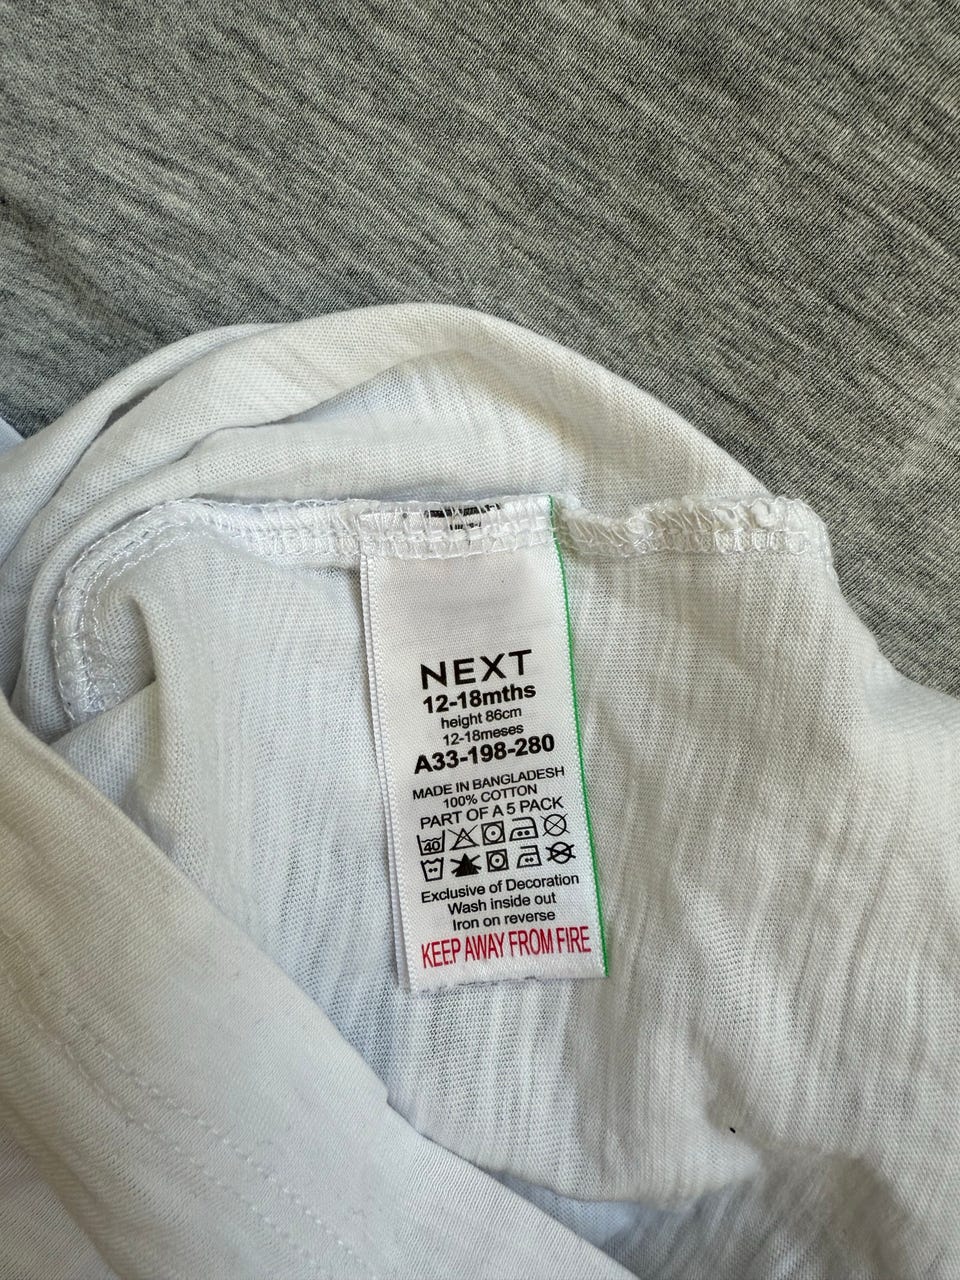 NEXT
12-18mths
height 86cm
12-18meses
A33-198-280
MADE IN BANGLADESH
100% COTTON
PART OF A 5 PACK
40
Exclusive of Decoration
Wash inside out
Iron on reverse
KEEP AWAY FROM FIRE